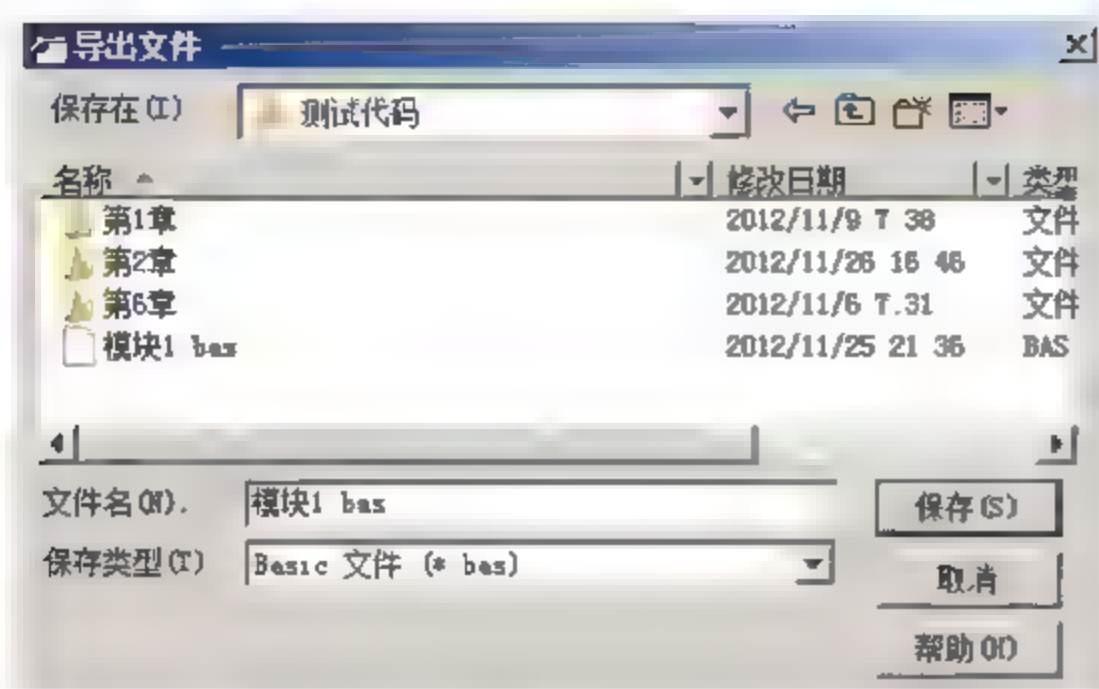 导出文件
保存在(I) 测试代码
名称 修改日期 类型
第1章 2012/11/9 7 38 文件
第2章 2012/11/26 16 46 文件
第6章 2012/11/6 7.31 文件
模块1 bas 2012/11/25 21 36 BAS
文件名(N). 模块1 bas 保存(S)
保存类型(T) Basic 文件 (* bas) 取消
帮助(H)